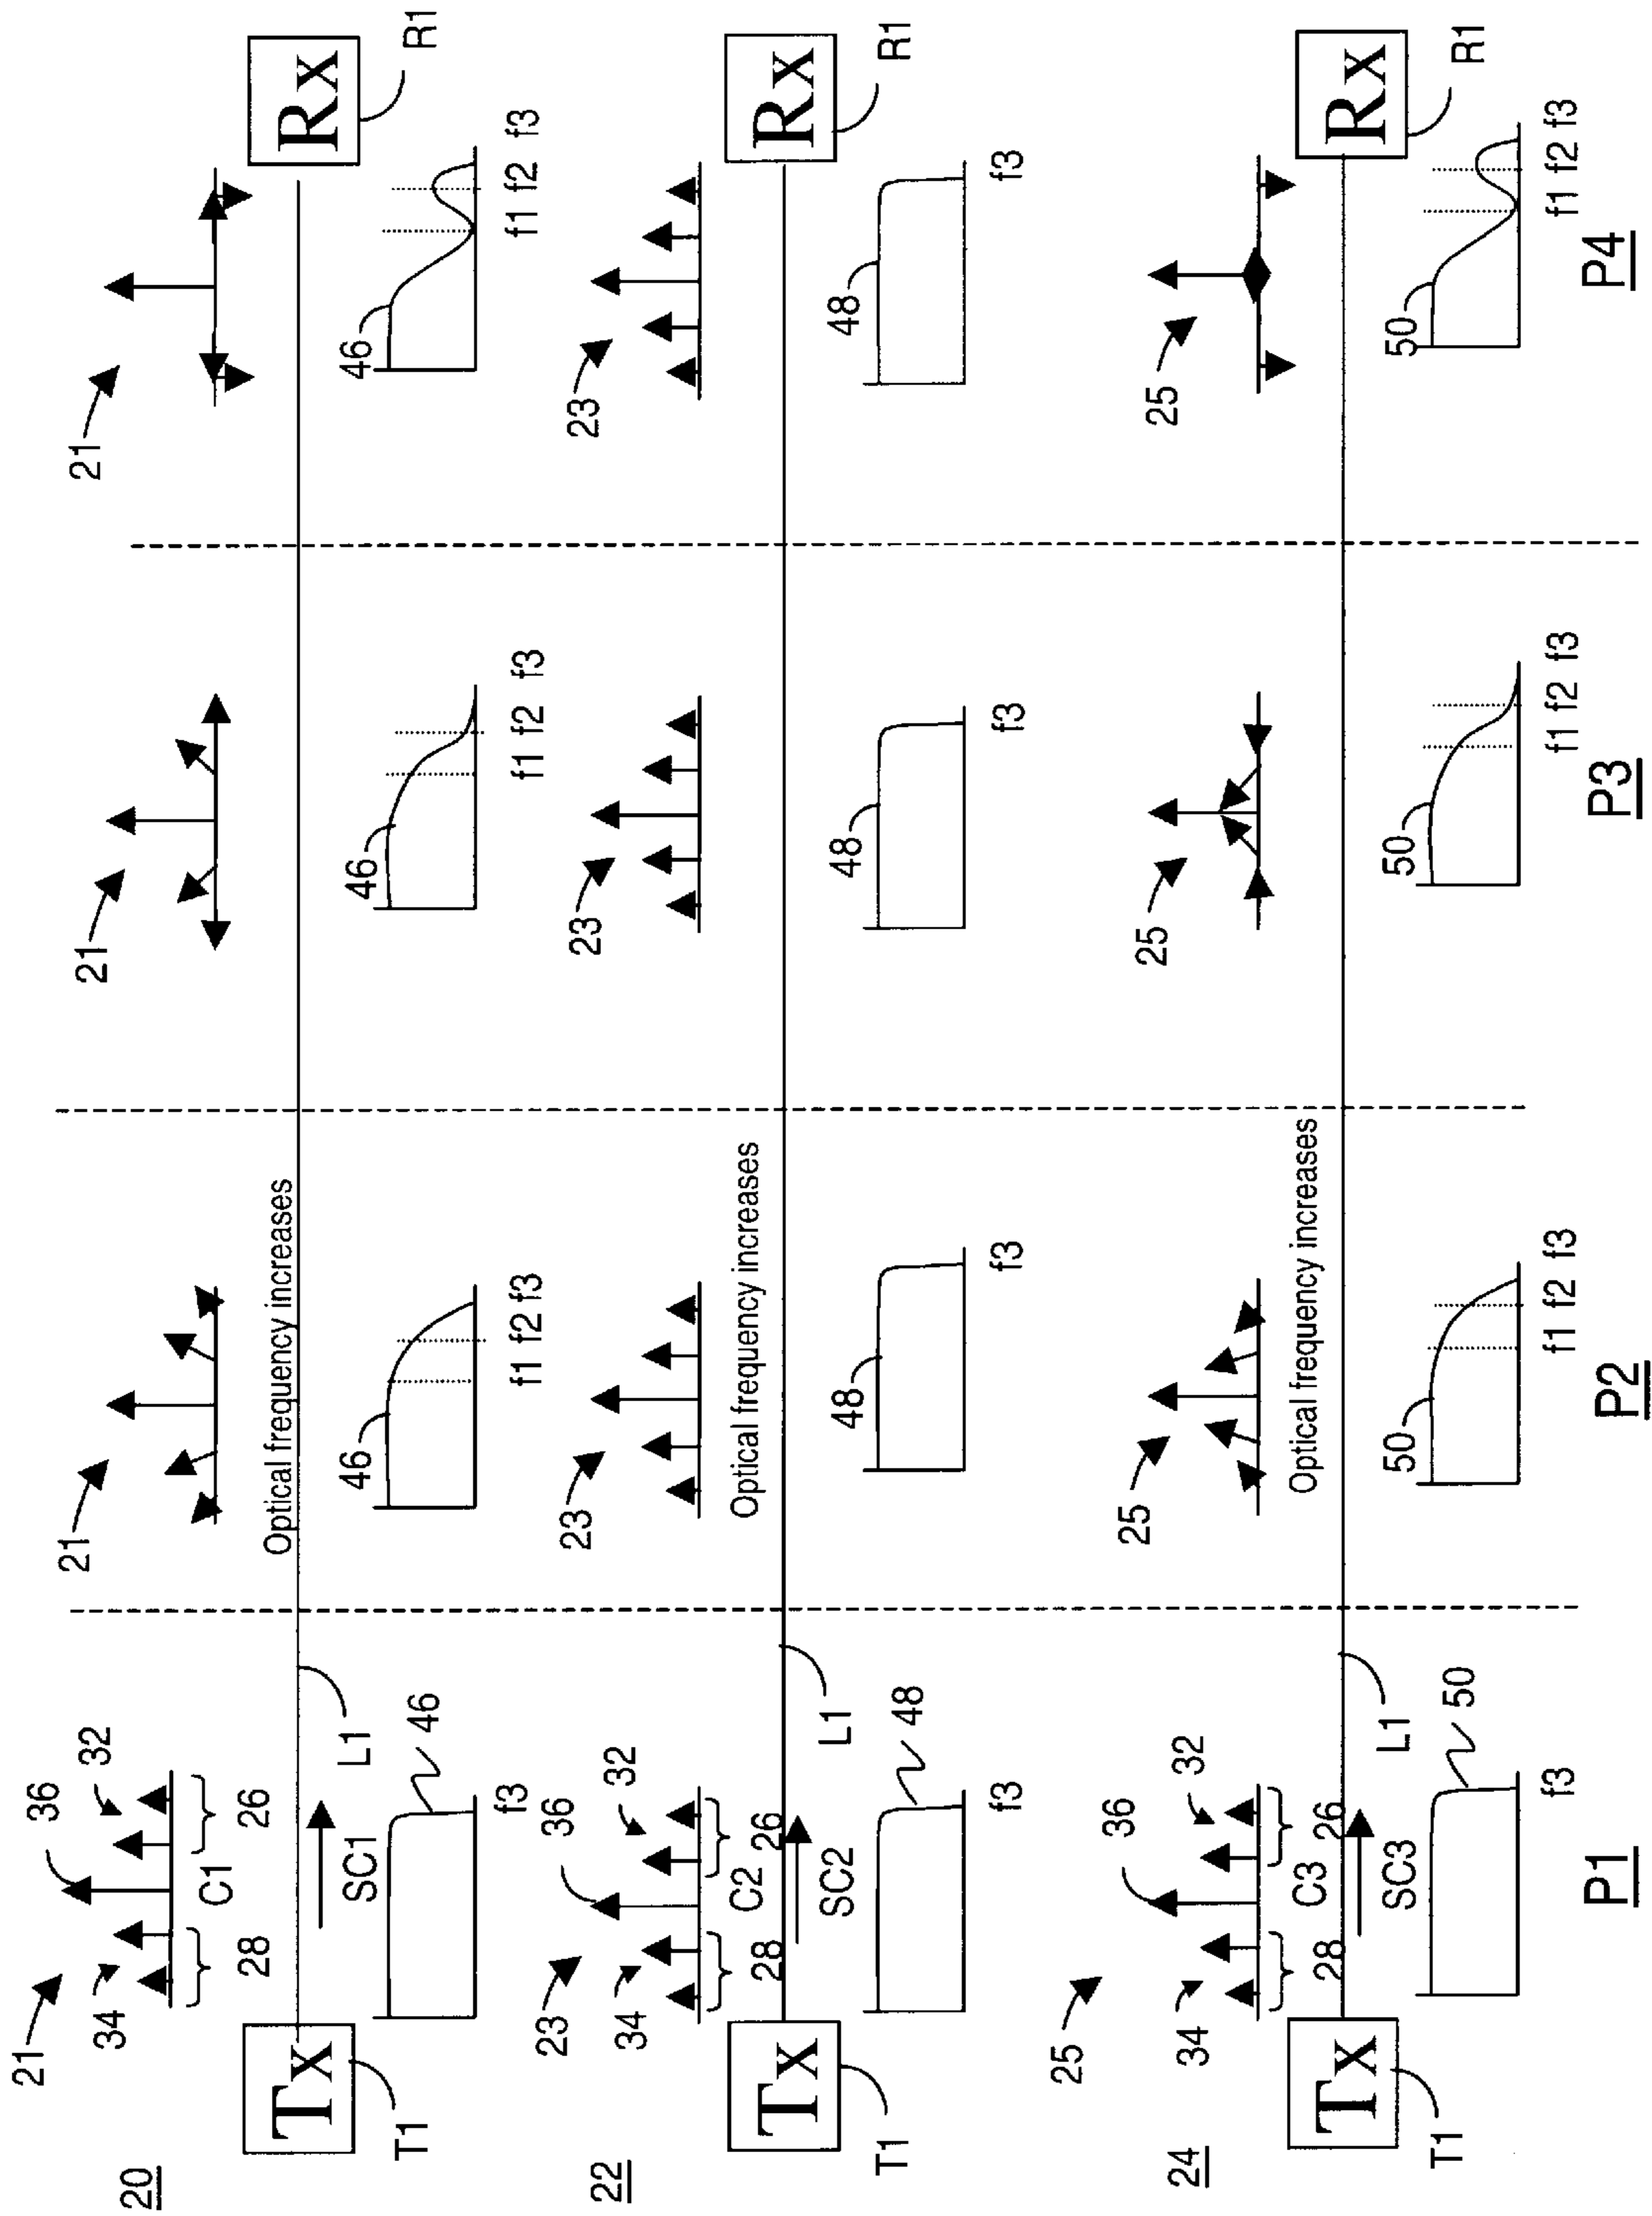 20
21
34
32
36
28
26
C1
Tx
T1
SC1
L1
46
f3
Optical frequency increases
21
46
f1 f2 f3
21
46
f1 f2 f3
21
46
f1 f2 f3
Rx
R1
22
23
34
32
36
28
26
C2
Tx
T1
SC2
L1
48
f3
Optical frequency increases
23
48
f3
23
48
f3
23
48
f3
Rx
R1
24
25
34
32
36
28
26
C3
Tx
T1
SC3
L1
50
f3
Optical frequency increases
25
50
f1 f2 f3
25
50
f1 f2 f3
25
50
f1 f2 f3
Rx
R1
P1
P2
P3
P4